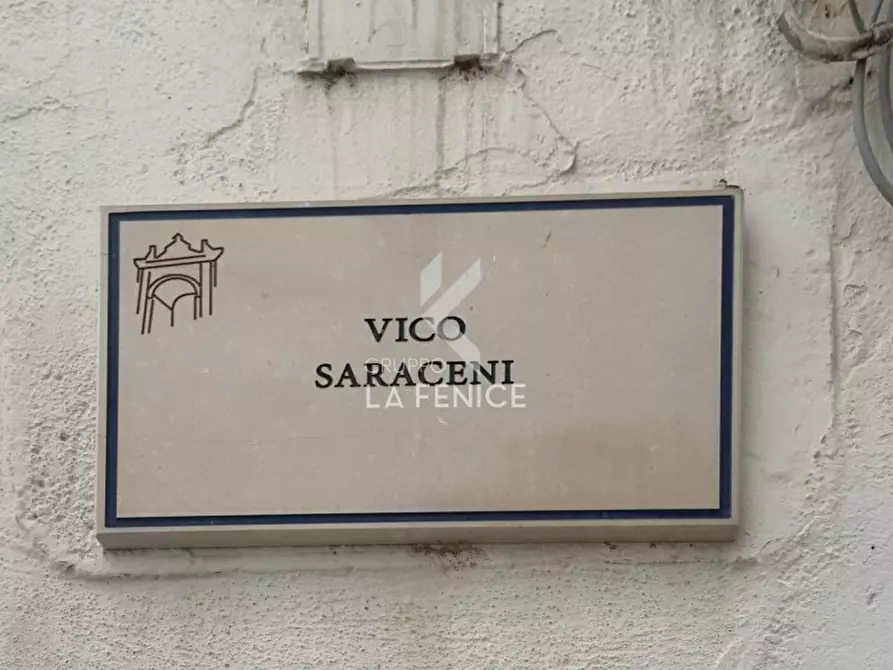 VICO
SARACENI
GRUPPO
LA FENICE